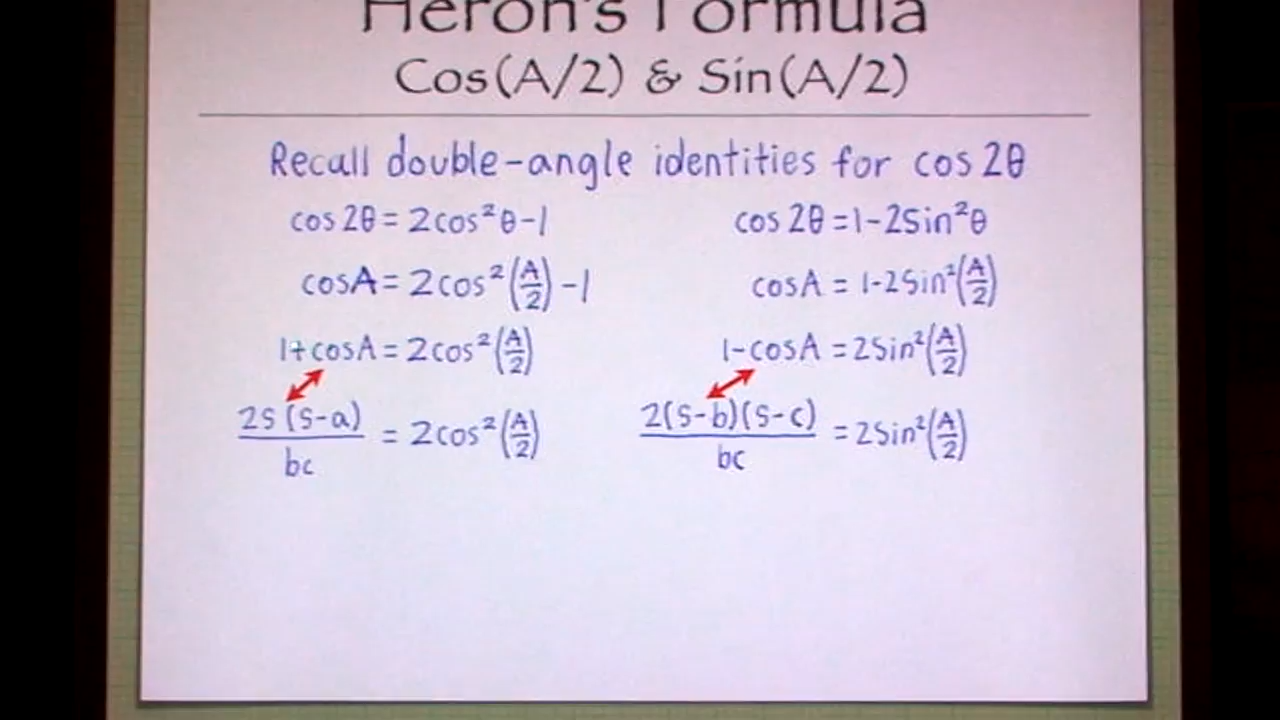 Heron's Formula
Cos(A/2) & Sin(A/2)
Recall double-angle identities for cos 2θ
cos 2θ = 2cos²θ-1
cos 2θ = 1-2Sin²θ
cosA = 2cos²(A/2) -1
cosA = 1-2Sin²(A/2)
1+cosA = 2cos²(A/2)
1-cosA = 2Sin²(A/2)
2s(s-a)/bc = 2cos²(A/2)
2(s-b)(s-c)/bc = 2Sin²(A/2)